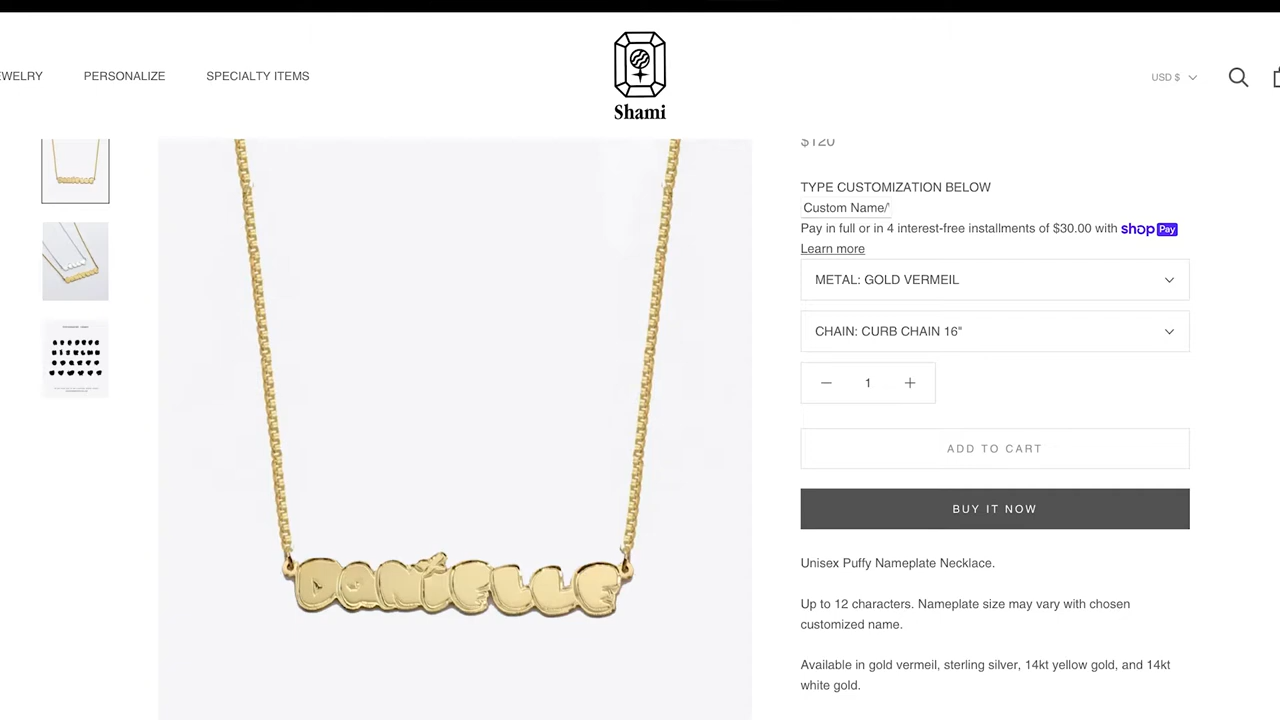 EWELRY PERSONALIZE SPECIALTY ITEMS
Shami
USD $
$120
TYPE CUSTOMIZATION BELOW
Custom Name/
Pay in full or in 4 interest-free installments of $30.00 with shop Pay
Learn more
METAL: GOLD VERMEIL
CHAIN: CURB CHAIN 16"
1
ADD TO CART
BUY IT NOW
DANiELLE
Unisex Puffy Nameplate Necklace.
Up to 12 characters. Nameplate size may vary with chosen
customized name.
Available in gold vermeil, sterling silver, 14kt yellow gold, and 14kt
white gold.